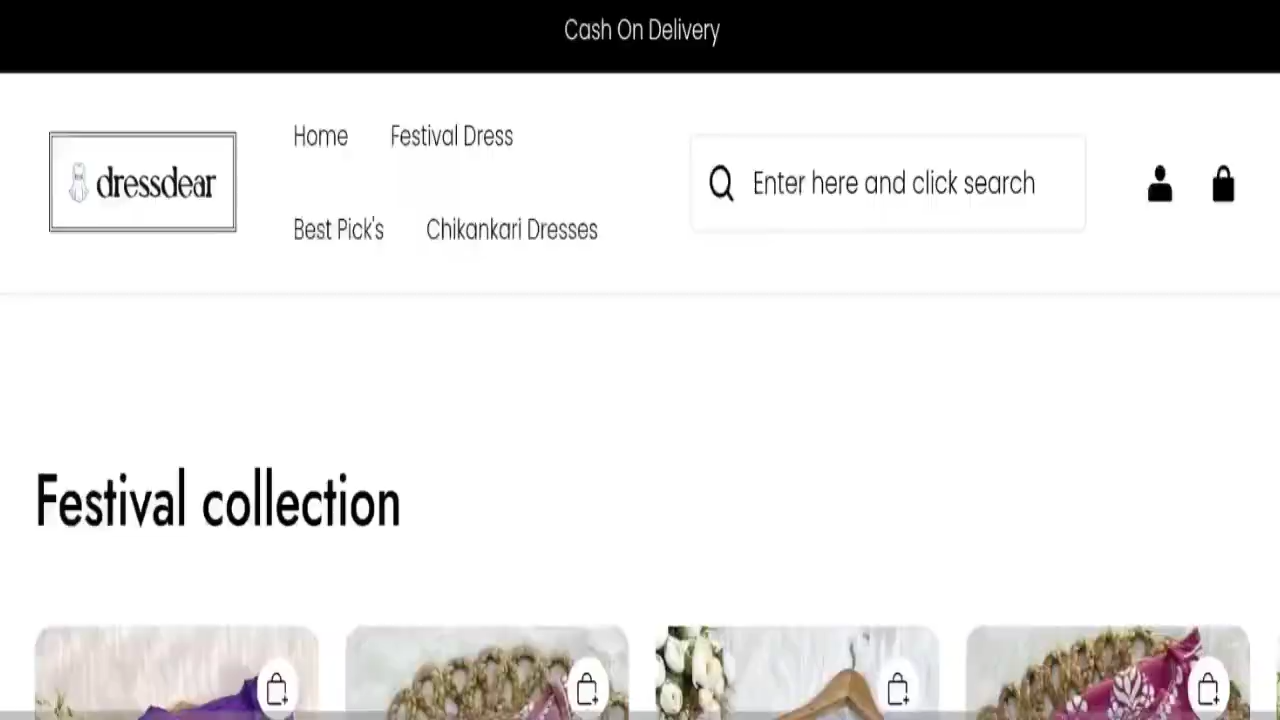 Cash On Delivery
dressdear
Home Festival Dress
Best Pick's Chikankari Dresses
Enter here and click search
Festival collection